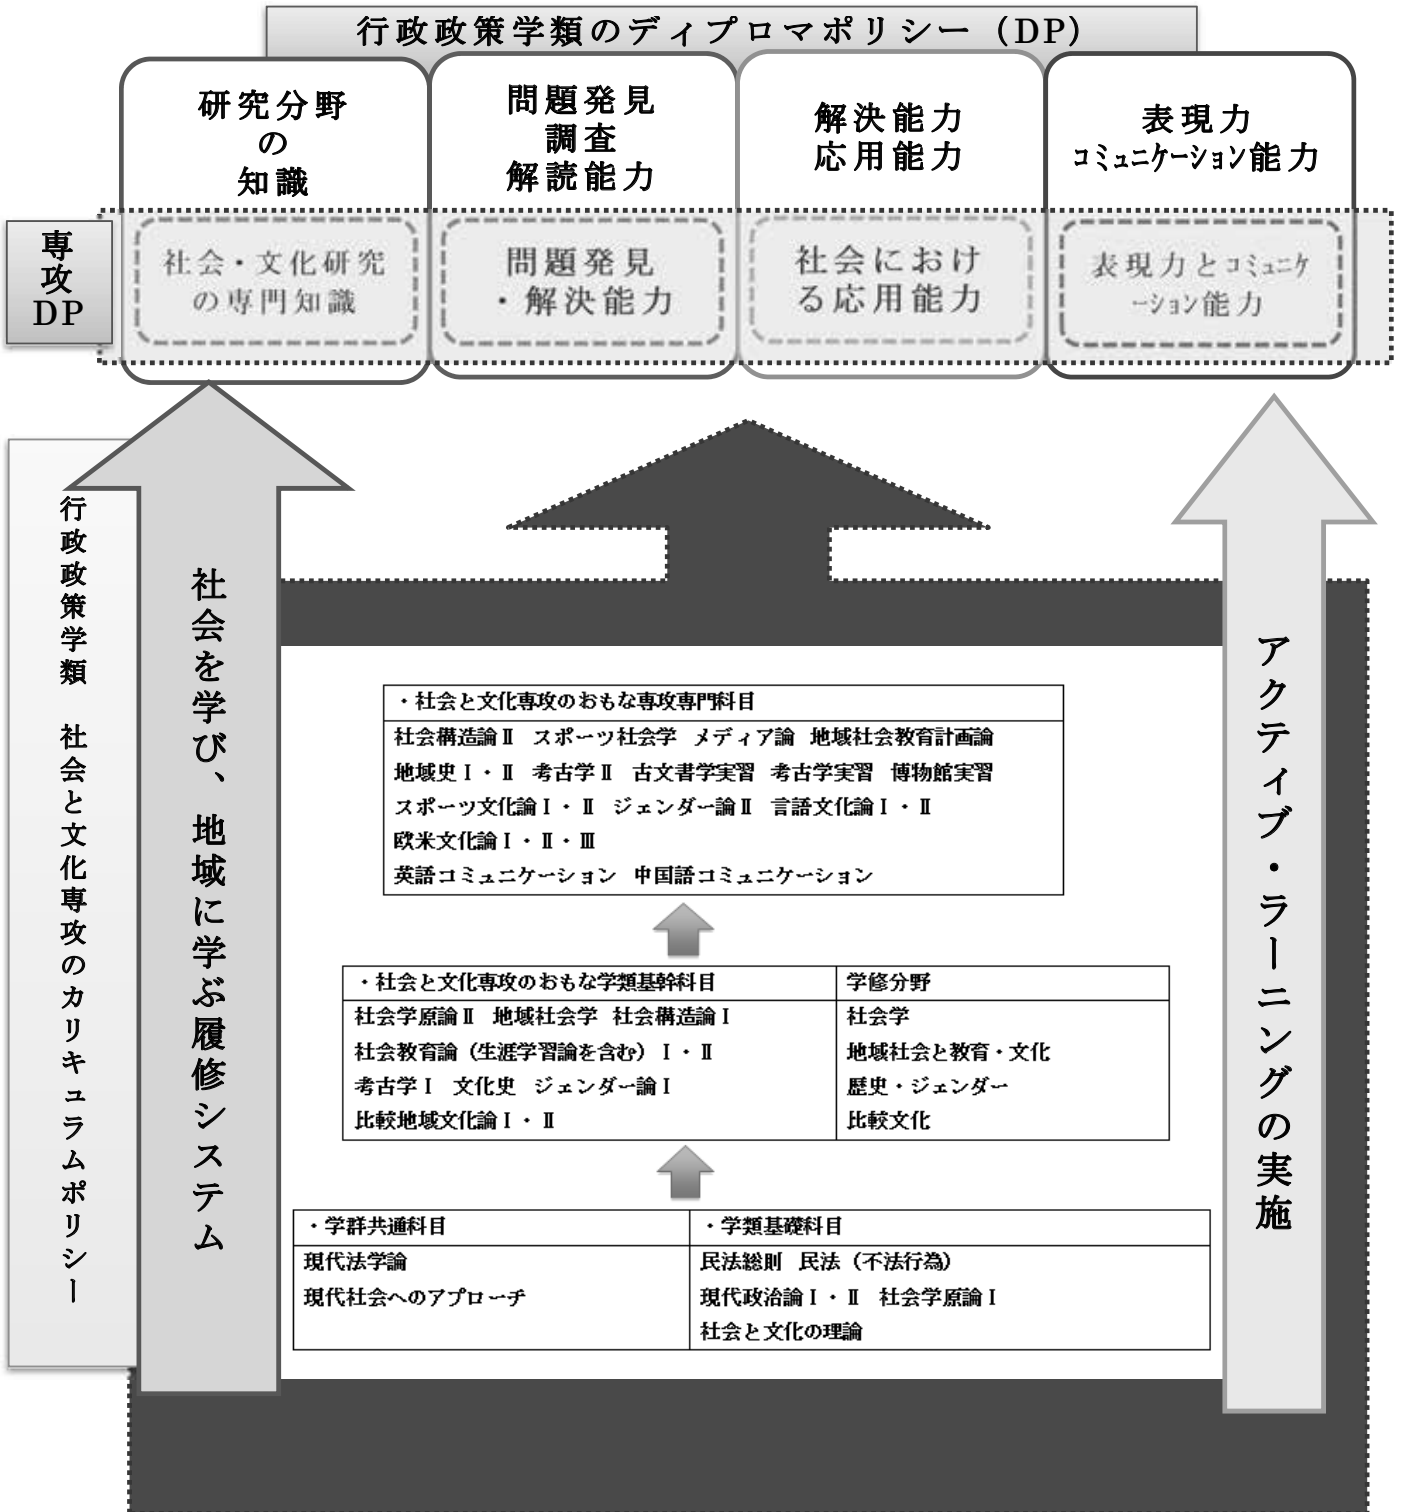 行政政策学類のディプロマポリシー（DP）
研究分野
の
知識
問題発見
調査
解読能力
解決能力
応用能力
表現力
コミュニケーション能力
専攻DP
社会・文化研究
の専門知識
問題発見
・解決能力
社会におけ
る応用能力
表現力とコミュニケ
ーション能力
行政政策学類　社会と文化専攻のカリキュラムポリシー
社会を学び、地域に学ぶ履修システム
・社会と文化専攻のおもな専攻専門科目
社会構造論Ⅱ　スポーツ社会学　メディア論　地域社会教育計画論
地域史Ⅰ・Ⅱ　考古学Ⅱ　古文書学実習　考古学実習　博物館実習
スポーツ文化論Ⅰ・Ⅱ　ジェンダー論Ⅱ　言語文化論Ⅰ・Ⅱ
欧米文化論Ⅰ・Ⅱ・Ⅲ
英語コミュニケーション　中国語コミュニケーション
・社会と文化専攻のおもな学類基幹科目
社会学原論Ⅱ　地域社会学　社会構造論Ⅰ
社会教育論（生涯学習論を含む）Ⅰ・Ⅱ
考古学Ⅰ　文化史　ジェンダー論Ⅰ
比較地域文化論Ⅰ・Ⅱ
学修分野
社会学
地域社会と教育・文化
歴史・ジェンダー
比較文化
・学群共通科目
現代法学論
現代社会へのアプローチ
・学類基礎科目
民法総則　民法（不法行為）
現代政治論Ⅰ・Ⅱ　社会学原論Ⅰ
社会と文化の理論
アクティブ・ラーニングの実施